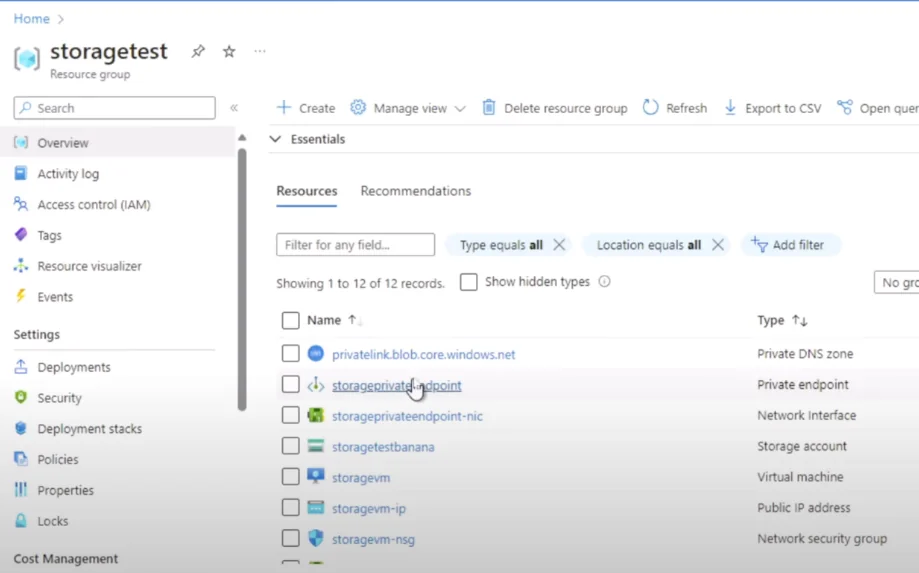 Home >
storagetest
Resource group
Search
Create Manage view Delete resource group Refresh Export to CSV Open quer
Essentials
Overview
Activity log
Access control (IAM)
Tags
Resource visualizer
Events
Settings
Deployments
Security
Deployment stacks
Policies
Properties
Locks
Cost Management
Resources Recommendations
Filter for any field...
Type equals all
Location equals all
Add filter
Showing 1 to 12 of 12 records.
Show hidden types
No gro
Name Type
privatelink.blob.core.windows.net Private DNS zone
storageprivateendpoint Private endpoint
storageprivateendpoint-nic Network Interface
storagetestbanana Storage account
storagevm Virtual machine
storagevm-ip Public IP address
storagevm-nsg Network security group